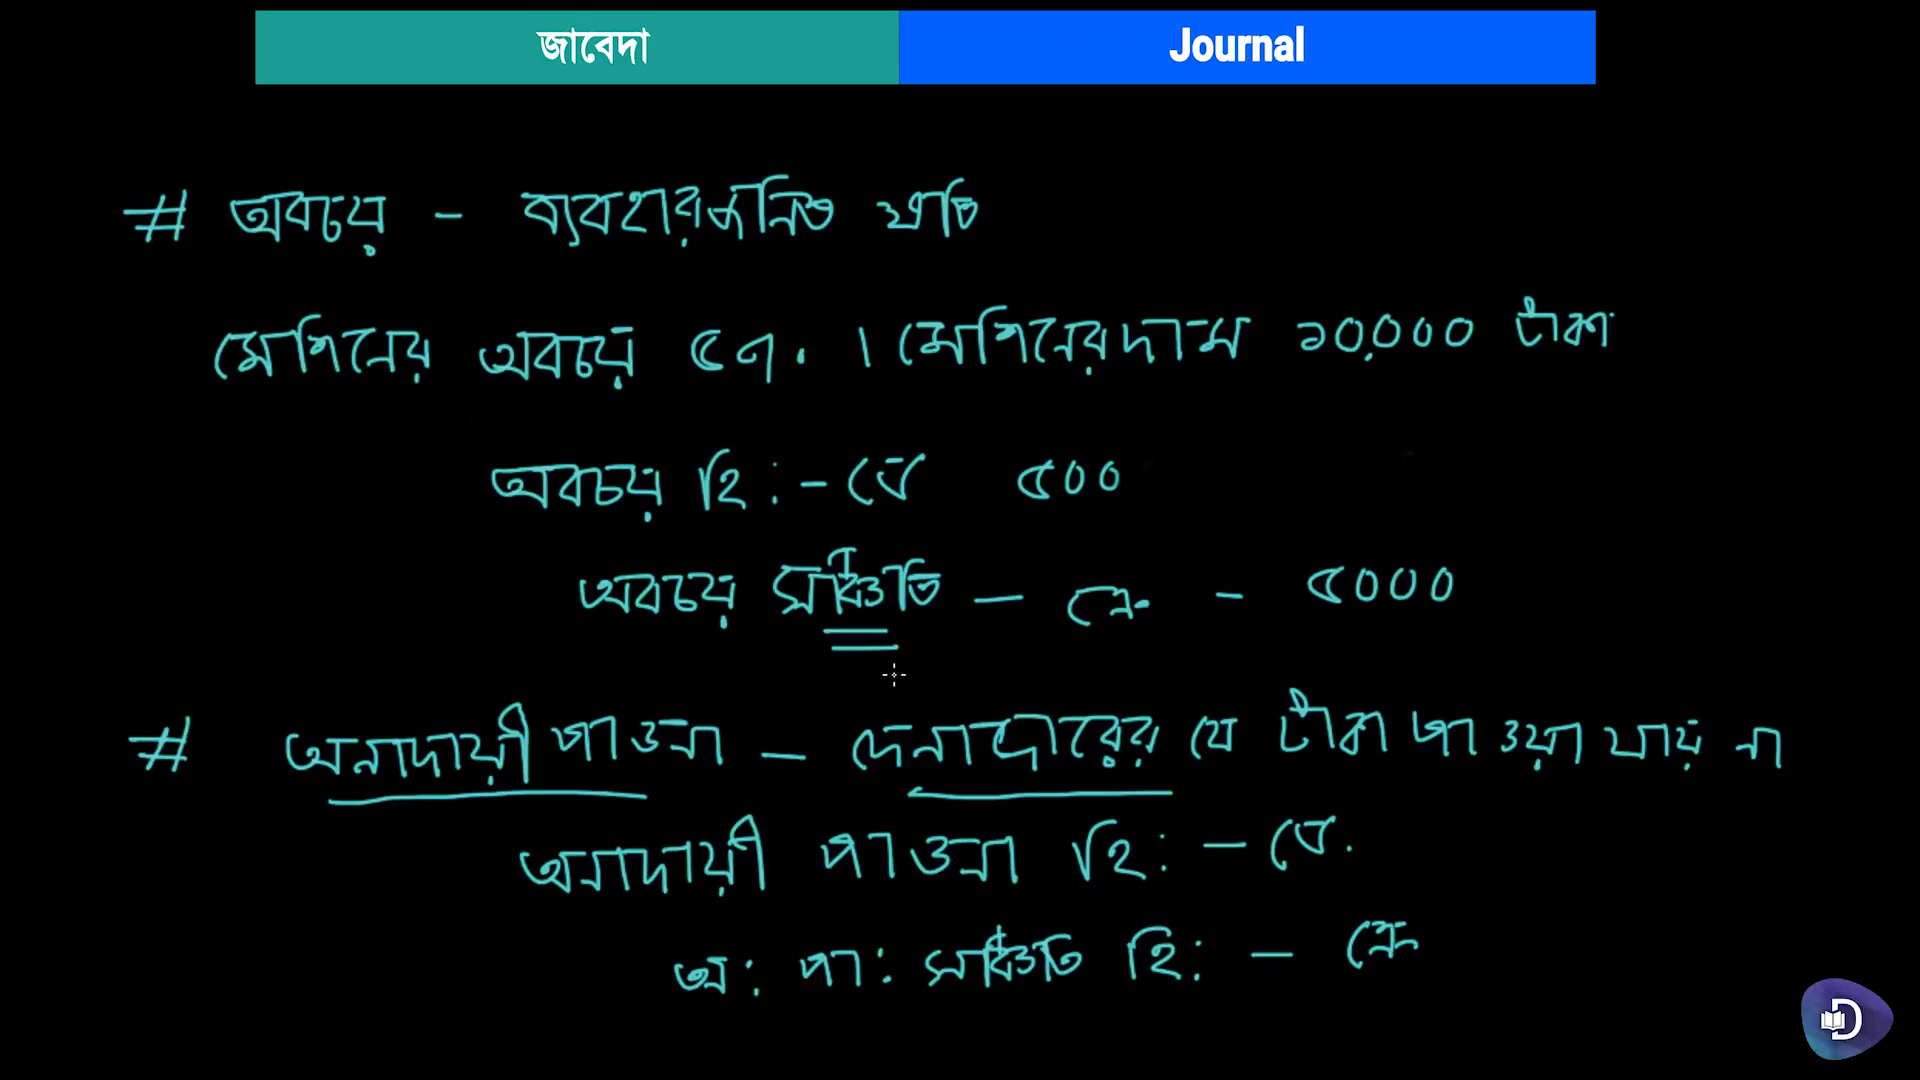 জাবেদা Journal
# অবচয় - ব্যবহারজনিত ক্ষতি
মেশিনের অবচয় ৫%. । মেশিনের দাম ১০,০০০ টাকা
অবচয় হি : - ডে ৫০০
অবচয় সঞ্চিতি - ক্রে - ৫০০০
# অনাদায়ী পাওনা - দেনাদারের যে টাকা পাওয়া যায় না
অনাদায়ী পাওনা হি : - ডে.
অ : পা : সঞ্চিতি হি : - ক্রে